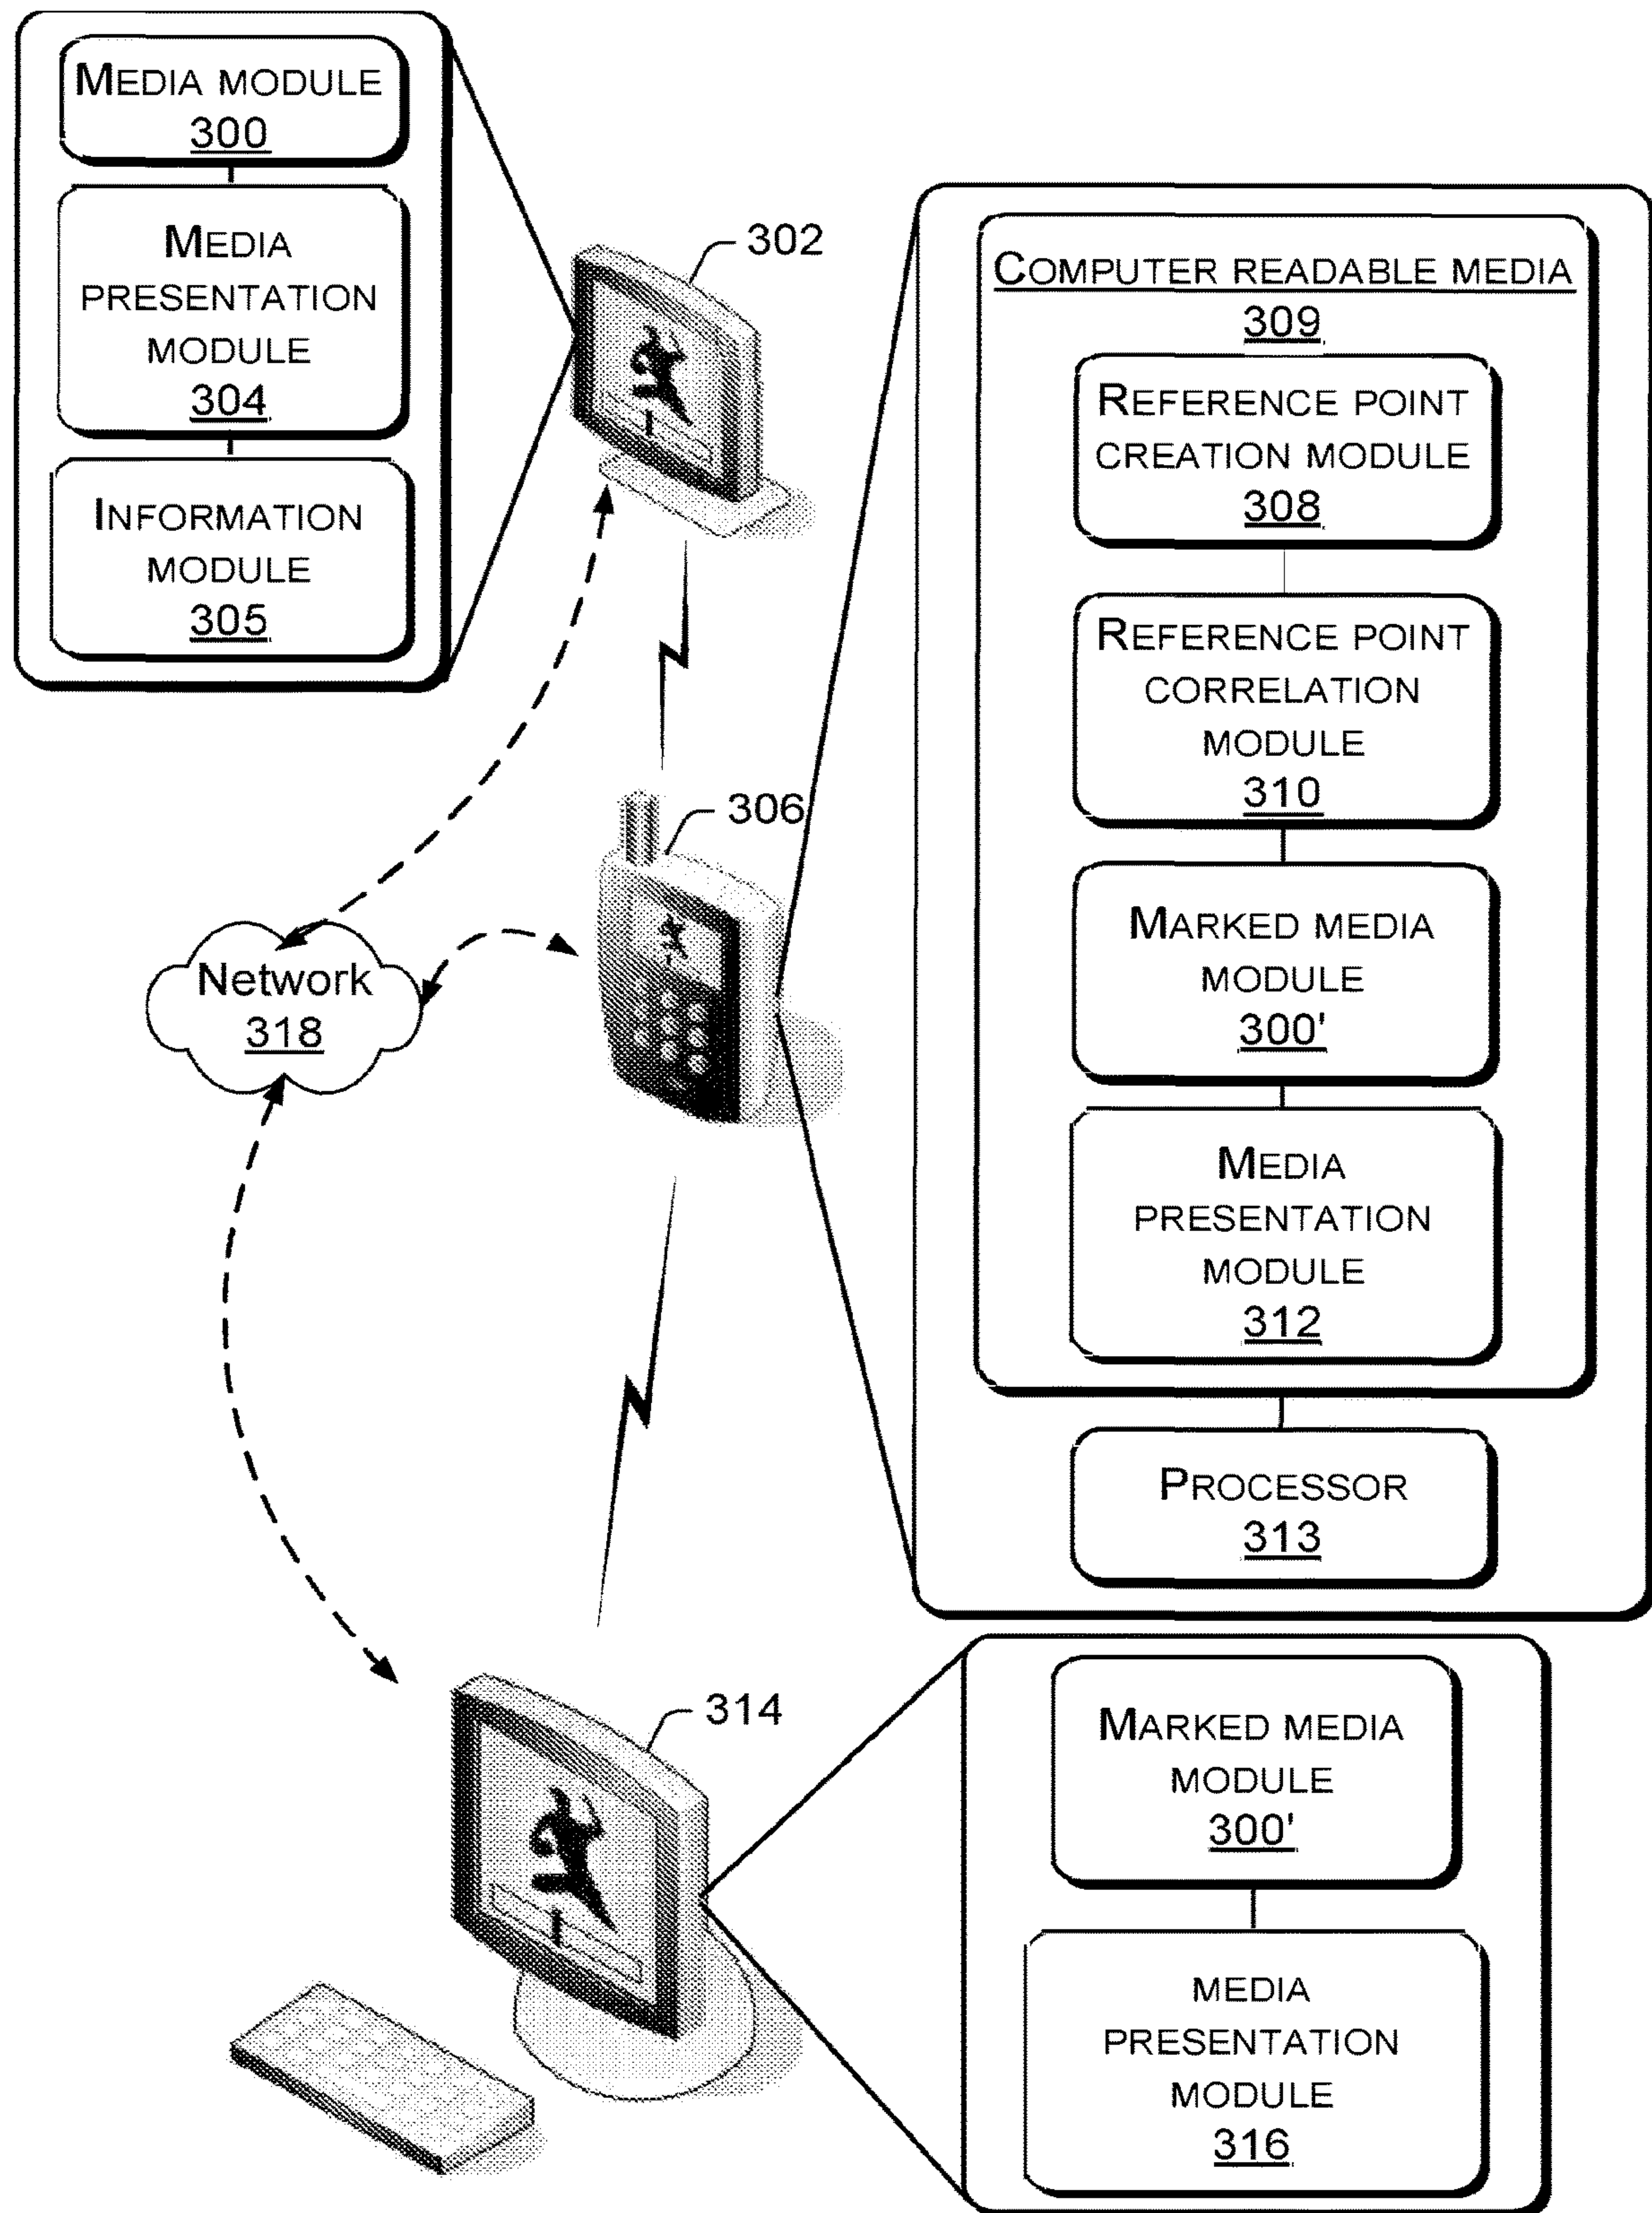 MEDIA MODULE
300
MEDIA
PRESENTATION
MODULE
304
INFORMATION
MODULE
305
302
COMPUTER READABLE MEDIA
309
REFERENCE POINT
CREATION MODULE
308
REFERENCE POINT
CORRELATION
MODULE
310
306
MARKED MEDIA
MODULE
300'
Network
318
MEDIA
PRESENTATION
MODULE
312
PROCESSOR
313
314
MARKED MEDIA
MODULE
300'
MEDIA
PRESENTATION
MODULE
316